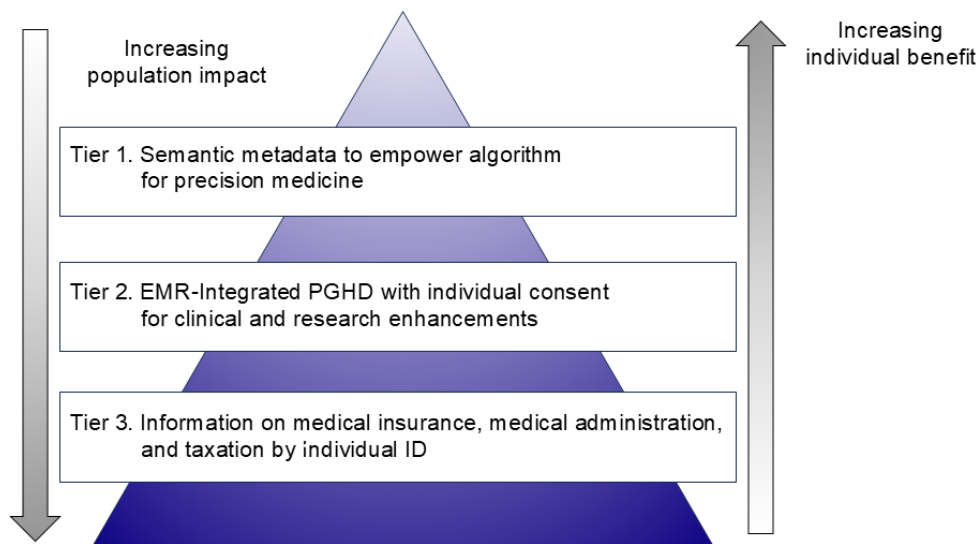 Increasing
population impact
Increasing
individual benefit
Tier 1. Semantic metadata to empower algorithm
for precision medicine
Tier 2. EMR-Integrated PGHD with individual consent
for clinical and research enhancements
Tier 3. Information on medical insurance, medical administration,
and taxation by individual ID